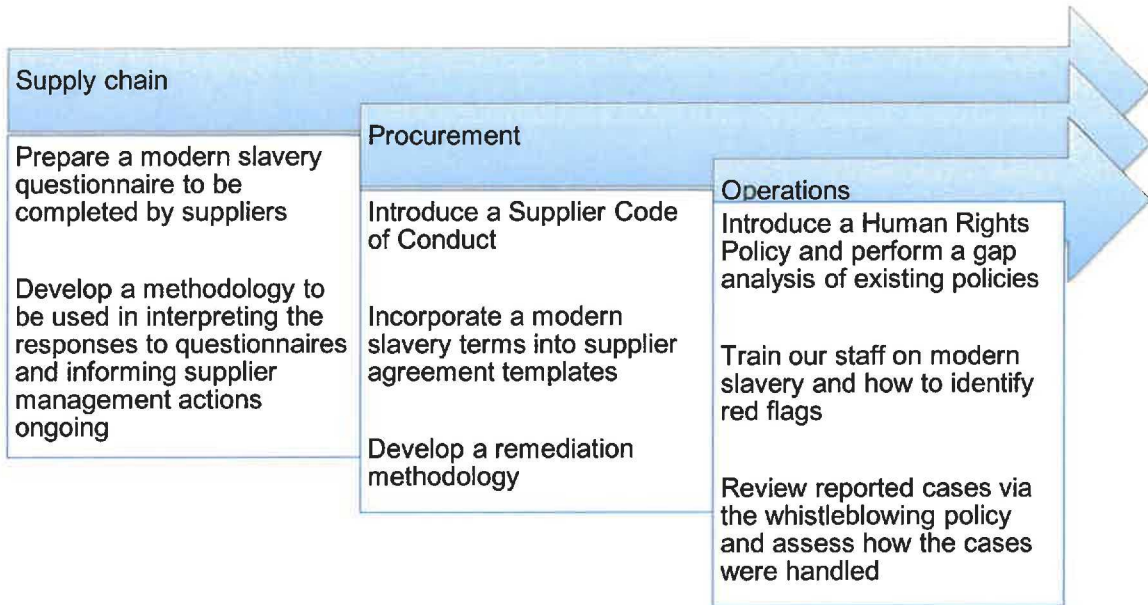 Supply chain
Prepare a modern slavery
questionnaire to be
completed by suppliers
Develop a methodology to
be used in interpreting the
responses to questionnaires
and informing supplier
management actions
ongoing
Procurement
Introduce a Supplier Code
of Conduct
Incorporate a modern
slavery terms into supplier
agreement templates
Develop a remediation
methodology
Operations
Introduce a Human Rights
Policy and perform a gap
analysis of existing policies
Train our staff on modern
slavery and how to identify
red flags
Review reported cases via
the whistleblowing policy
and assess how the cases
were handled